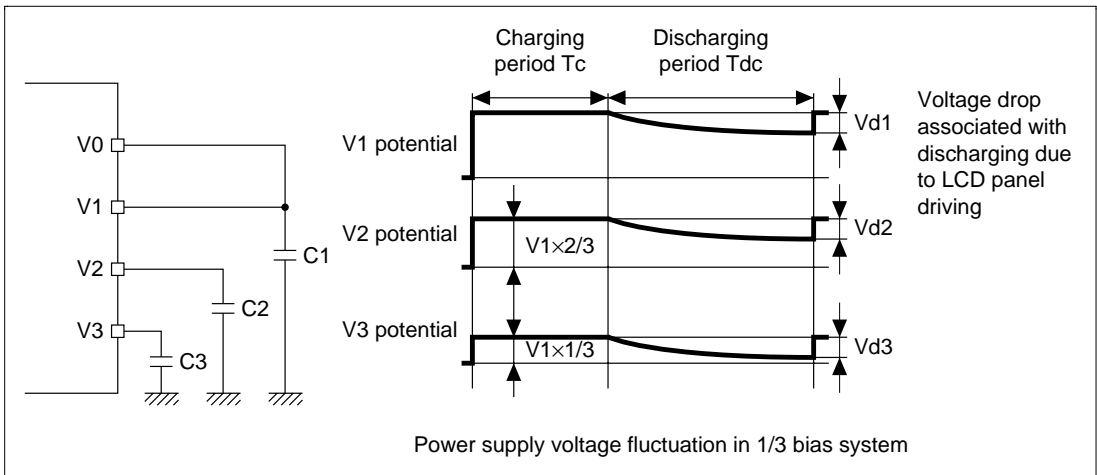 Charging
period Tc
Discharging
period Tdc
V0
V1
V2
V3
C1
C2
C3
V1 potential
Vd1
Voltage drop
associated with
discharging due
to LCD panel
driving
V2 potential
V1×2/3
Vd2
V3 potential
V1×1/3
Vd3
Power supply voltage fluctuation in 1/3 bias system